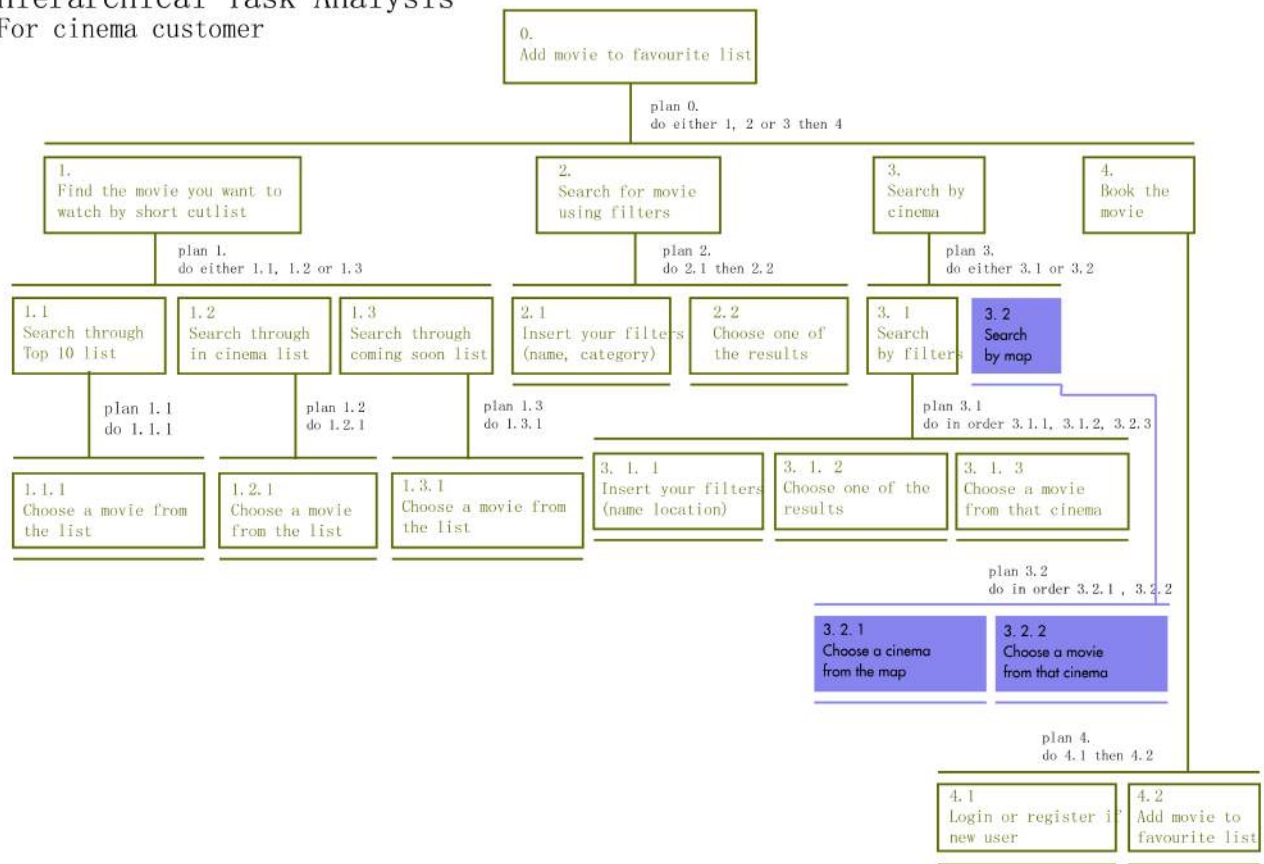 Hierarchical Task Analysis
For cinema customer
0.
Add movie to favourite list
plan 0.
do either 1, 2 or 3 then 4
1.
Find the movie you want to
watch by short cutlist
2.
Search for movie
using filters
3.
Search by
cinema
4.
Book the
movie
plan 1.
do either 1.1, 1.2 or 1.3
plan 2.
do 2.1 then 2.2
plan 3.
do either 3.1 or 3.2
1.1
Search through
Top 10 list
1.2
Search through
in cinema list
1.3
Search through
coming soon list
2.1
Insert your filters
(name, category)
2.2
Choose one of
the results
3. 1
Search
by filters
3. 2
Search
by map
plan 1.1
do 1.1.1
plan 1.2
do 1.2.1
plan 1.3
do 1.3.1
plan 3.1
do in order 3.1.1, 3.1.2, 3.2.3
1.1.1
Choose a movie from
the list
1.2.1
Choose a movie
from the list
1.3.1
Choose a movie from
the list
3. 1. 1
Insert your filters
(name location)
3. 1. 2
Choose one of the
results
3. 1. 3
Choose a movie
from that cinema
plan 3.2
do in order 3.2.1 , 3.2.2
3. 2. 1
Choose a cinema
from the map
3. 2. 2
Choose a movie
from that cinema
plan 4.
do 4.1 then 4.2
4.1
Login or register if
new user
4.2
Add movie to
favourite list